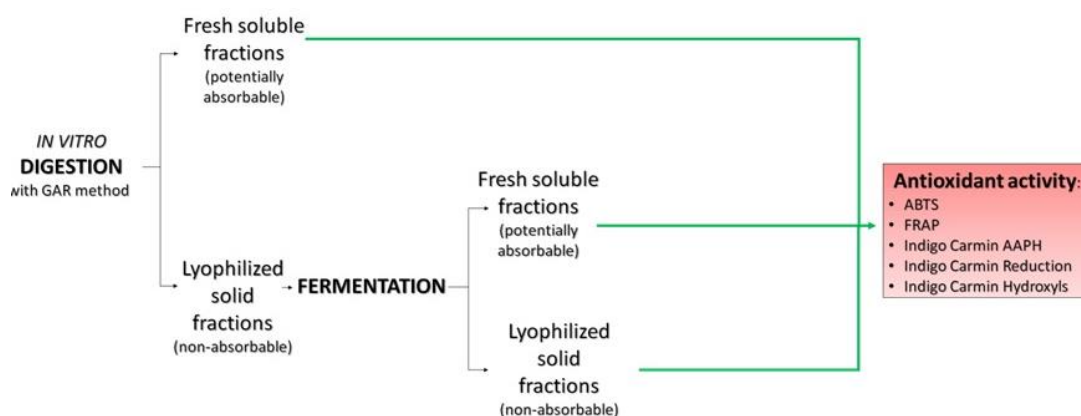 Fresh soluble
fractions
(potentially
absorbable)
IN VITRO
DIGESTION
with GAR method
Lyophilized
solid
fractions
(non-absorbable)
FERMENTATION
Fresh soluble
fractions
(potentially
absorbable)
Lyophilized
solid
fractions
(non-absorbable)
Antioxidant activity:
• ABTS
• FRAP
• Indigo Carmin AAPH
• Indigo Carmin Reduction
• Indigo Carmin Hydroxyls